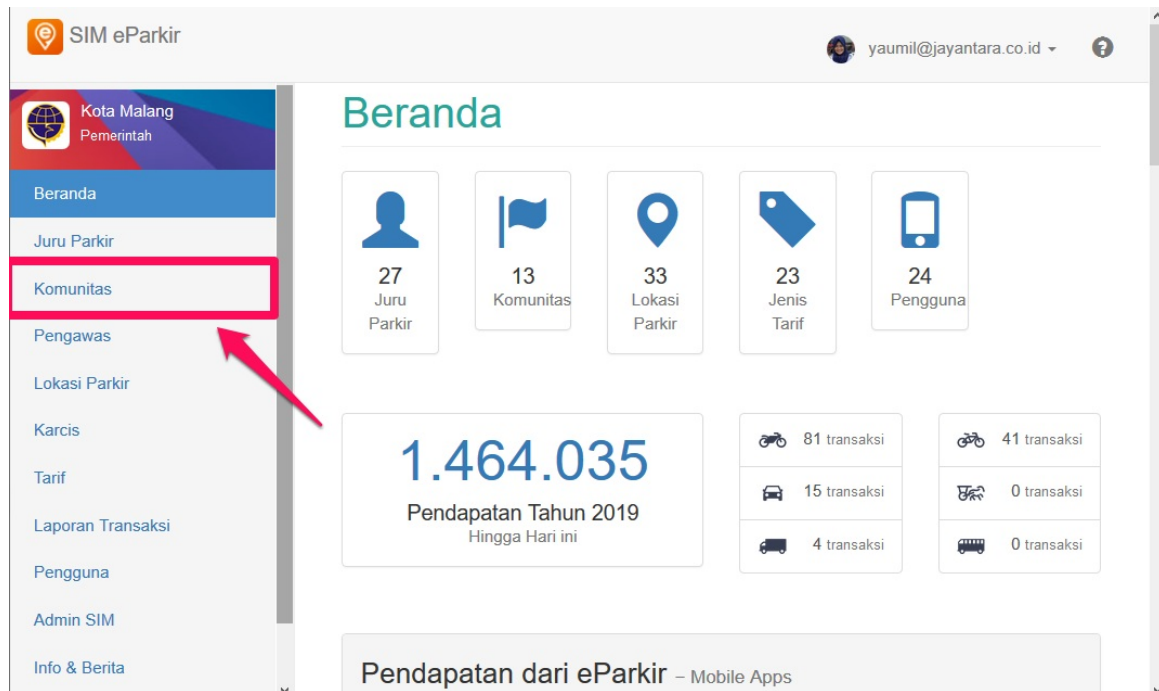 SIM eParkir
yaumil@jayantara.co.id
Kota Malang
Pemerintah
Beranda
Juru Parkir
Komunitas
Pengawas
Lokasi Parkir
Karcis
Tarif
Laporan Transaksi
Pengguna
Admin SIM
Info & Berita
Beranda
27
Juru
Parkir
13
Komunitas
33
Lokasi
Parkir
23
Jenis
Tarif
24
Pengguna
1.464.035
Pendapatan Tahun 2019
Hingga Hari ini
81 transaksi
15 transaksi
4 transaksi
41 transaksi
0 transaksi
0 transaksi
Pendapatan dari eParkir – Mobile Apps